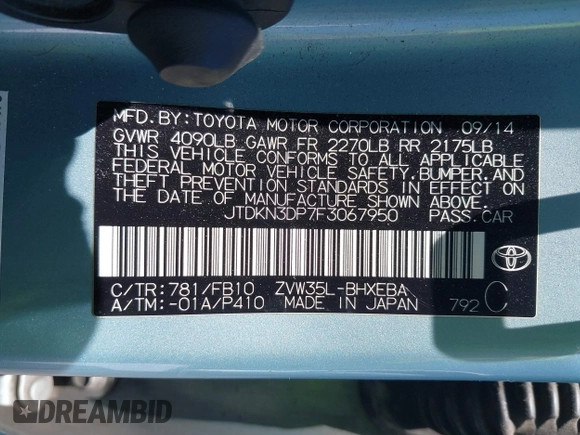 MFD.BY:TOYOTA MOTOR CORPORATION 09/14
GVWR 4090LB GAWR FR 2270LB RR 2175LB
THIS VEHICLE CONFORMS TO ALL APPLICABLE
FEDERAL MOTOR VEHICLE SAFETY,BUMPER,AND
THEFT PREVENTION STANDARDS IN EFFECT ON
THE DATE OF MANUFACTURE SHOWN ABOVE.
JTDKN3DP7F3067950 PASS.CAR
C/TR:781/FB10 ZVW35L-BHXEBA
A/TM:-01A/P410 MADE IN JAPAN 792 C
DREAMBID